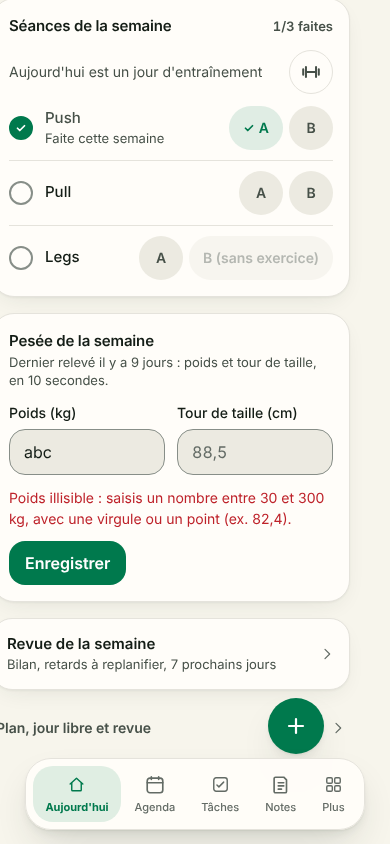 Séances de la semaine
1/3 faites
Aujourd'hui est un jour d'entraînement
Push
Faite cette semaine
A
B
Pull
A
B
Legs
A
B (sans exercice)
Pesée de la semaine
Dernier relevé il y a 9 jours : poids et tour de taille,
en 10 secondes.
Poids (kg)
Tour de taille (cm)
abc
88,5
Poids illisible : saisis un nombre entre 30 et 300
kg, avec une virgule ou un point (ex. 82,4).
Enregistrer
Revue de la semaine
Bilan, retards à replanifier, 7 prochains jours
Plan, jour libre et revue
Aujourd'hui
Agenda
Tâches
Notes
Plus